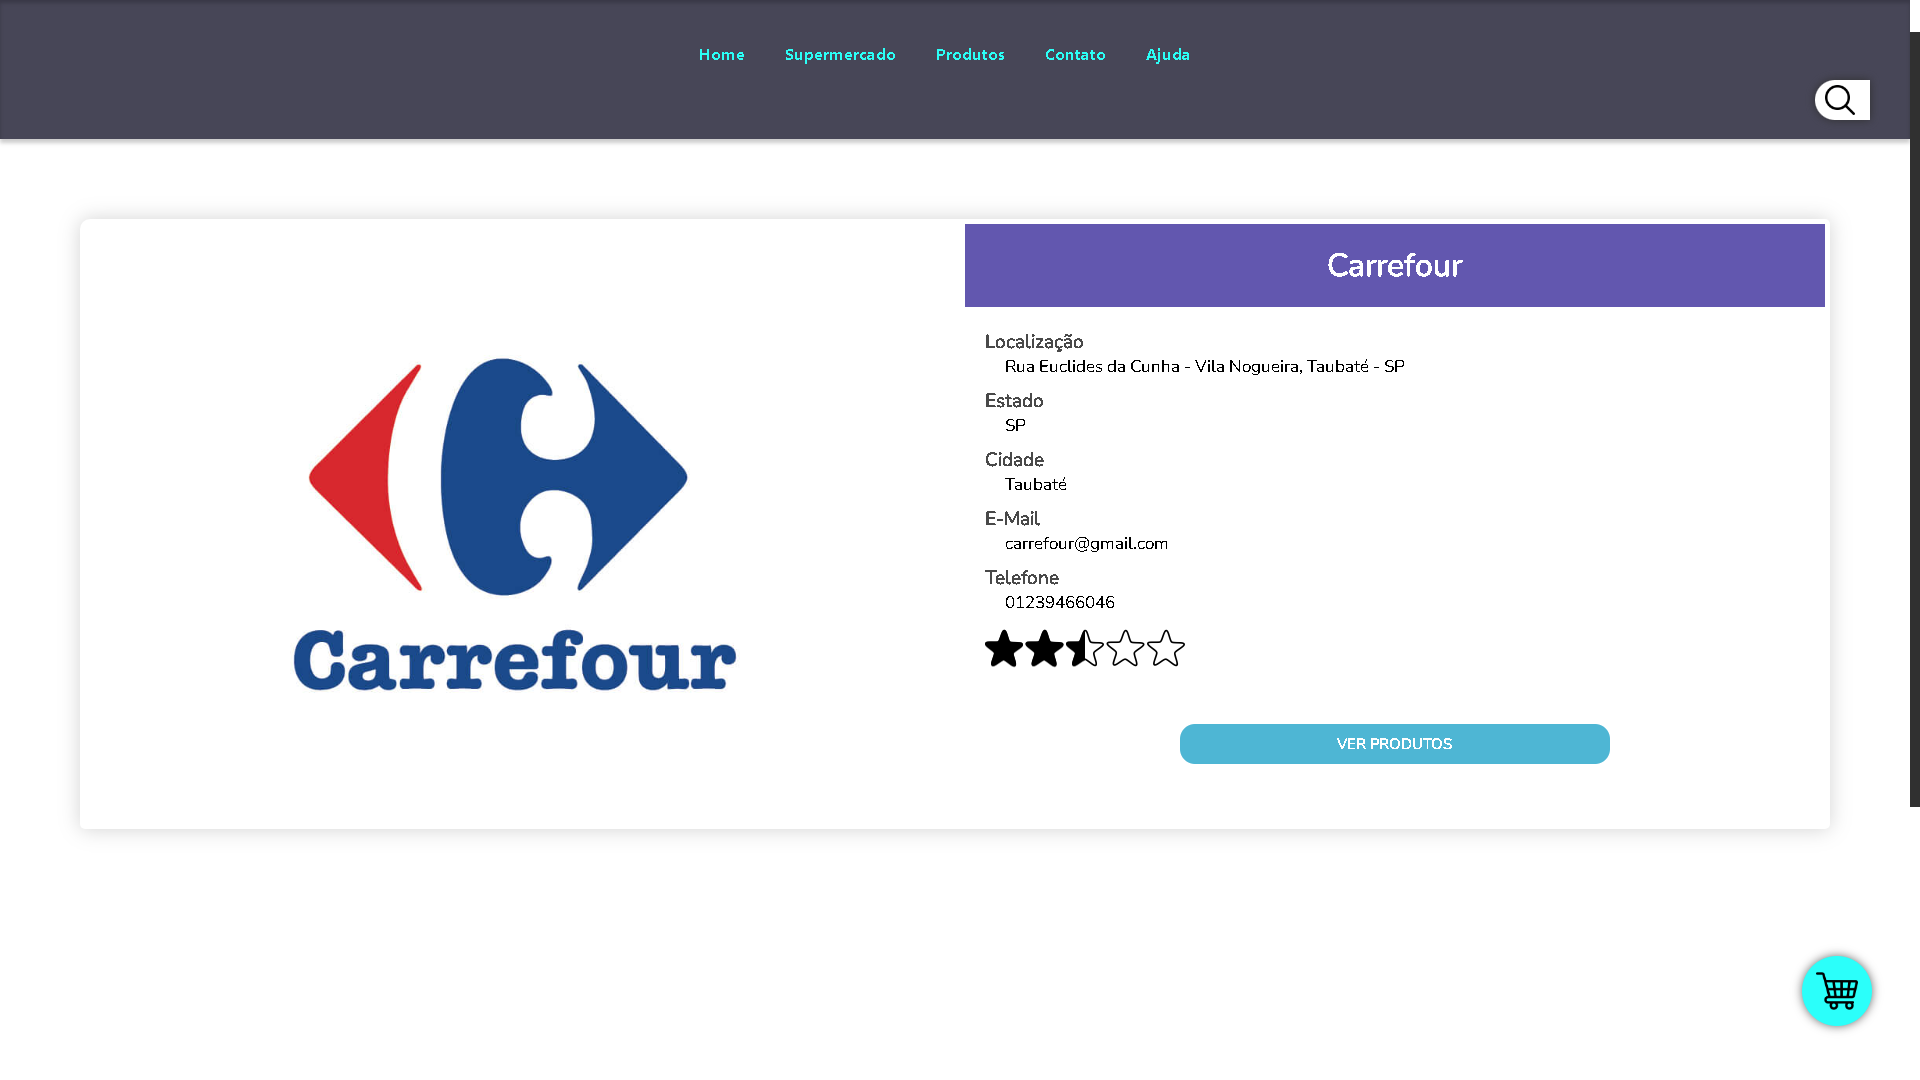 Home Supermercado Produtos Contato Ajuda
Carrefour
Carrefour
Localização
Rua Euclides da Cunha - Vila Nogueira, Taubaté - SP
Estado
SP
Cidade
Taubaté
E-Mail
carrefour@gmail.com
Telefone
01239466046
VER PRODUTOS